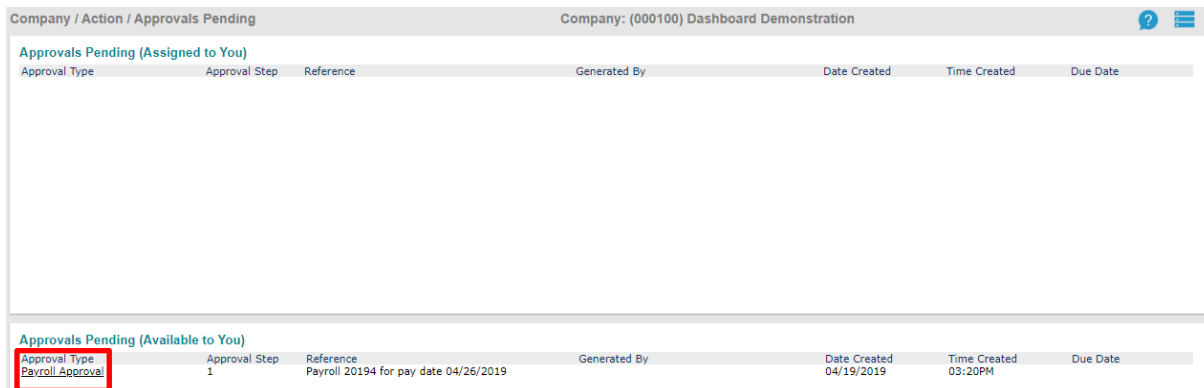 Company / Action / Approvals Pending Company: (000100) Dashboard Demonstration ?
Approvals Pending (Assigned to You)
Approval Type Approval Step Reference Generated By Date Created Time Created Due Date
Approvals Pending (Available to You)
Approval Type Approval Step Reference Generated By Date Created Time Created Due Date
Payroll Approval 1 Payroll 20194 for pay date 04/26/2019 04/19/2019 03:20PM